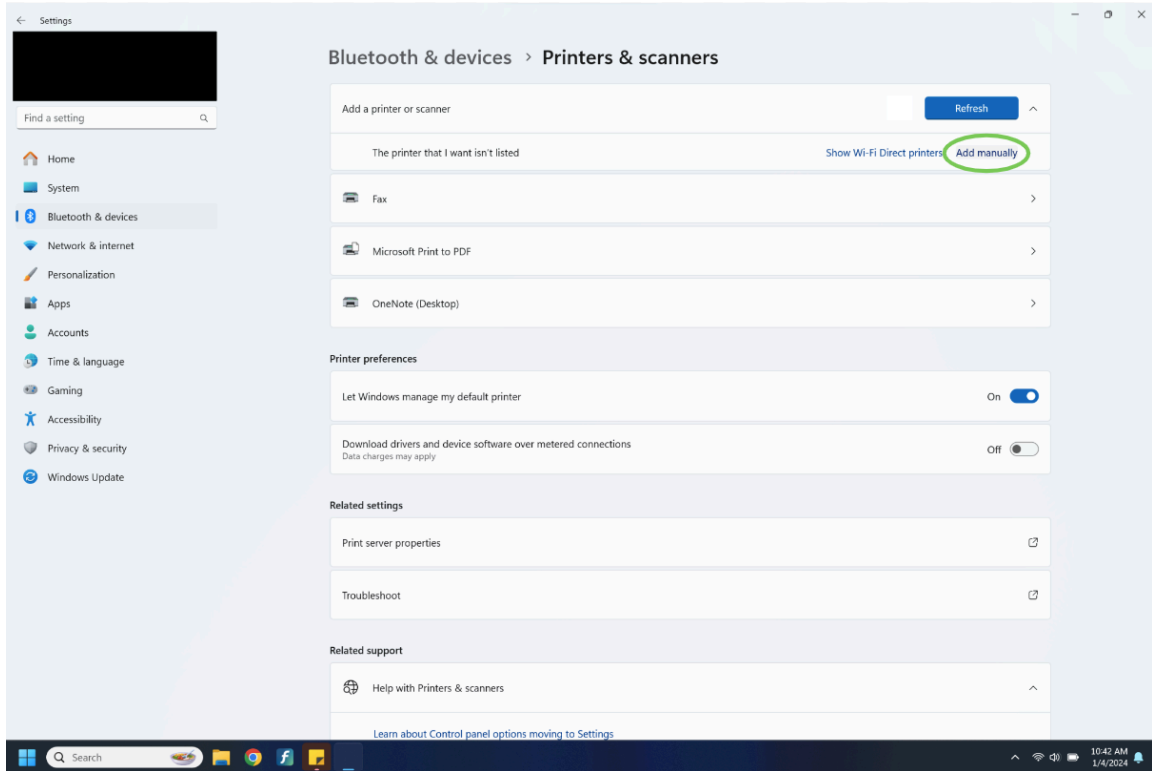 Settings
Find a setting
Home
System
Bluetooth & devices
Network & internet
Personalization
Apps
Accounts
Time & language
Gaming
Accessibility
Privacy & security
Windows Update
Bluetooth & devices > Printers & scanners
Add a printer or scanner
Refresh
The printer that I want isn't listed
Show Wi-Fi Direct printers
Add manually
Fax
Microsoft Print to PDF
OneNote (Desktop)
Printer preferences
Let Windows manage my default printer
On
Download drivers and device software over metered connections
Off
Data charges may apply
Related settings
Print server properties
Troubleshoot
Related support
Help with Printers & scanners
Learn about Control panel options moving to Settings
Search
10:42 AM
1/4/2024